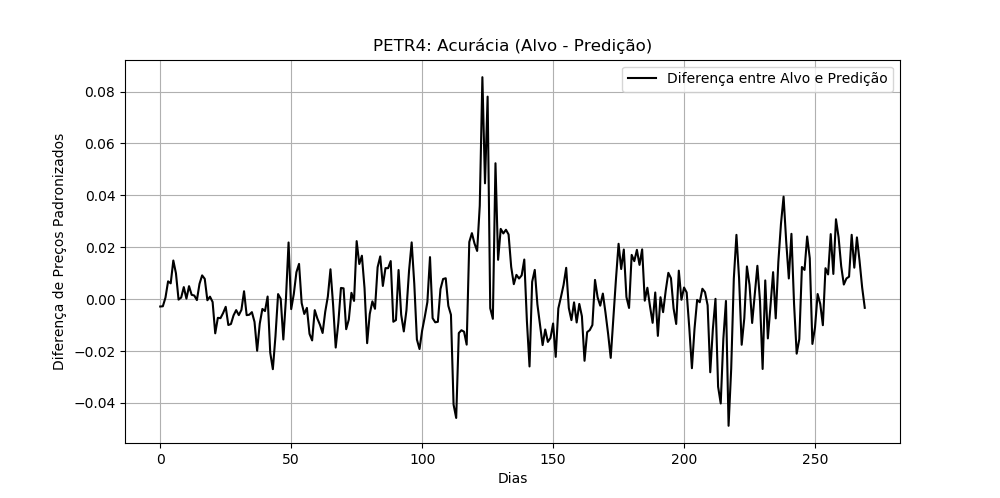 PETR4: Acurácia (Alvo - Predição)
Diferença entre Alvo e Predição
Diferença de Preços Padronizados
0.08
0.06
0.04
0.02
0.00
−0.02
−0.04
0 50 100 150 200 250
Dias